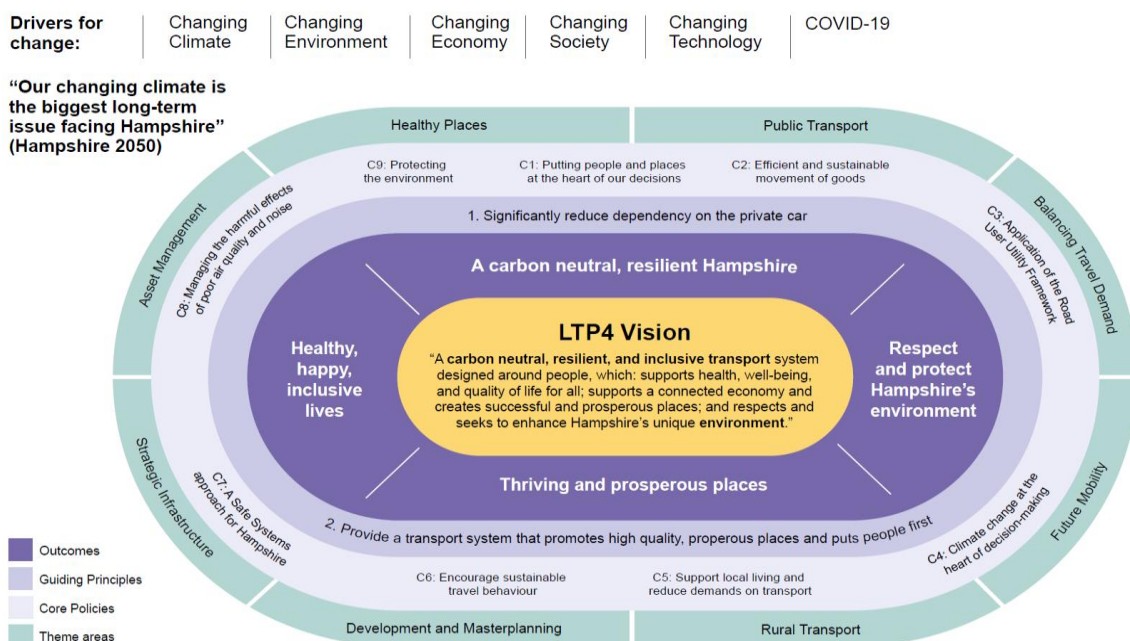 Drivers for
change:
Changing
Climate
Changing
Environment
Changing
Economy
Changing
Society
Changing
Technology
COVID-19
“Our changing climate is
the biggest long-term
issue facing Hampshire”
(Hampshire 2050)
Healthy Places
Public Transport
Balancing Travel Demand
Future Mobility
Rural Transport
Development and Masterplanning
Strategic Infrastructure
Asset Management
C9: Protecting
the environment
C1: Putting people and places
at the heart of our decisions
C2: Efficient and sustainable
movement of goods
C3: Application of the Road
User Utility Framework
C4: Climate change at the
heart of decision-making
C5: Support local living and
reduce demands on transport
C6: Encourage sustainable
travel behaviour
C7: A Safe Systems
approach for Hampshire
C8: Managing the harmful effects
of poor air quality and noise
1. Significantly reduce dependency on the private car
A carbon neutral, resilient Hampshire
Healthy,
happy,
inclusive
lives
LTP4 Vision
“A carbon neutral, resilient, and inclusive transport system
designed around people, which: supports health, well-being,
and quality of life for all; supports a connected economy and
creates successful and prosperous places; and respects and
seeks to enhance Hampshire’s unique environment.”
Respect
and protect
Hampshire’s
environment
Thriving and prosperous places
2. Provide a transport system that promotes high quality, properous places and puts people first
Outcomes
Guiding Principles
Core Policies
Theme areas